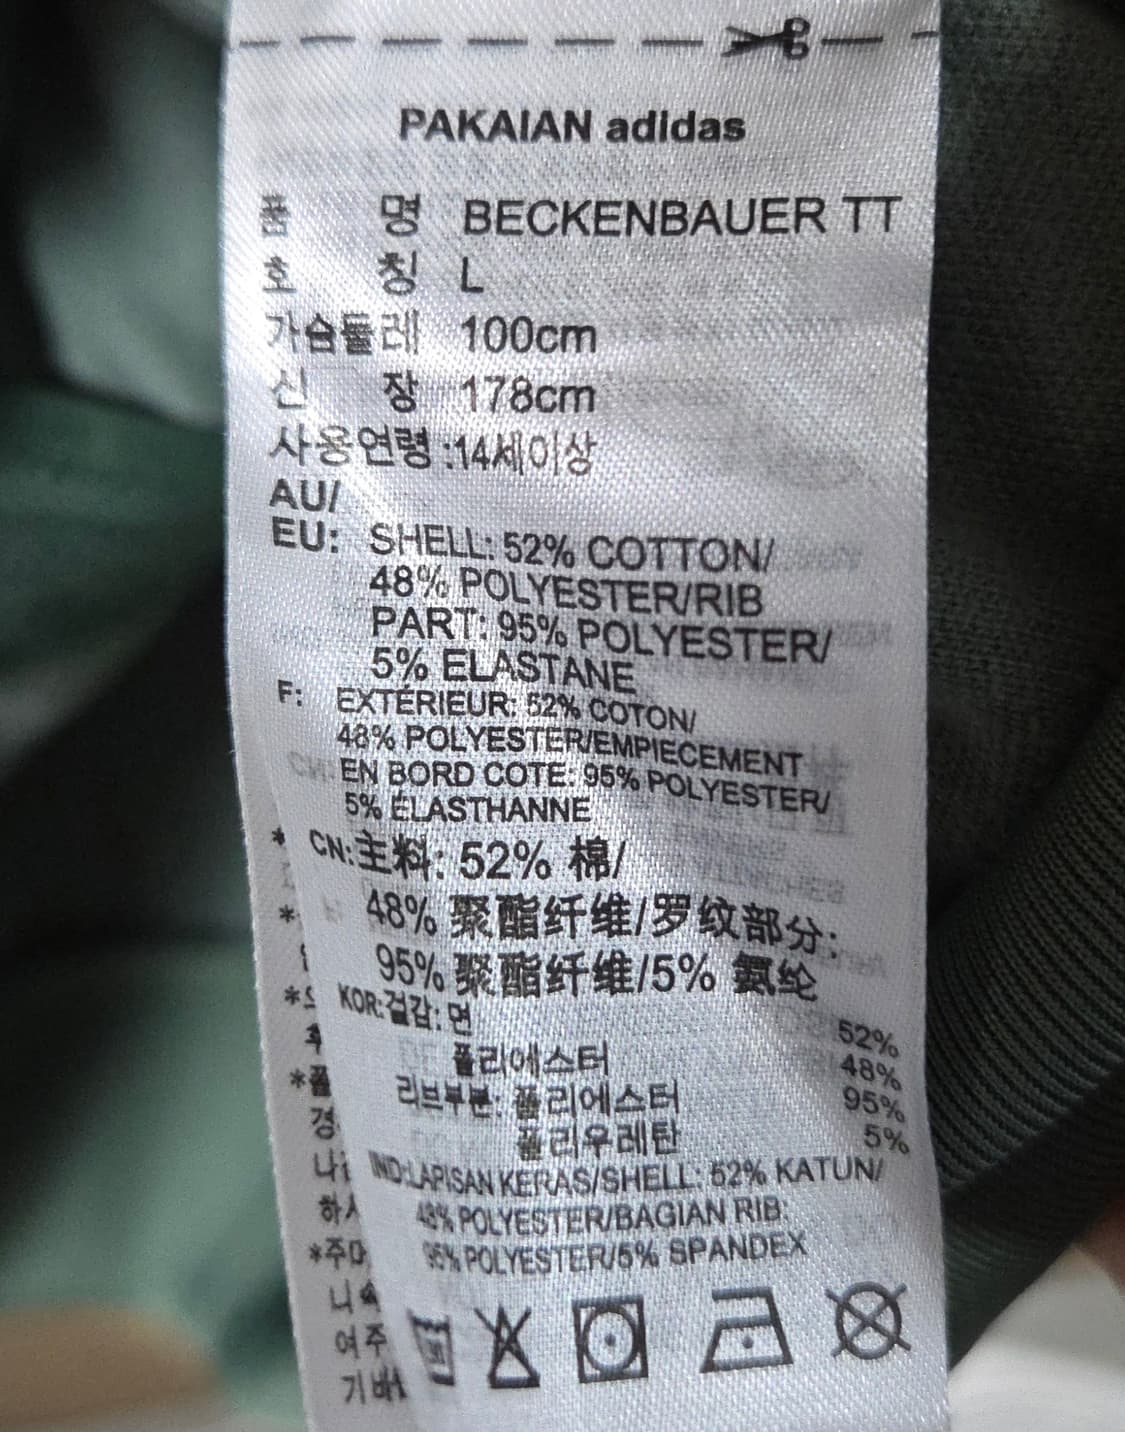 PAKAIAN adidas
품 명 BECKENBAUER TT
호 칭 L
가슴둘레 100cm
신 장 178cm
사용연령 :14세이상
AU/
EU: SHELL: 52% COTTON/
48% POLYESTER/RIB
PART: 95% POLYESTER/
5% ELASTANE
F: EXTÉRIEUR: 52% COTON/
48% POLYESTER/EMPIECEMENT
EN BORD COTE: 95% POLYESTER/
5% ÉLASTHANNE
CN:主料: 52% 棉/
48% 聚酯纤维/罗纹部分:
95% 聚酯纤维/5% 氨纶
KOR:겉감: 면 52%
폴리에스터 48%
리브부분: 폴리에스터 95%
폴리우레탄 5%
IND:LAPISAN KERAS/SHELL: 52% KATUN/
48% POLYESTER/BAGIAN RIB:
95% POLYESTER/5% SPANDEX